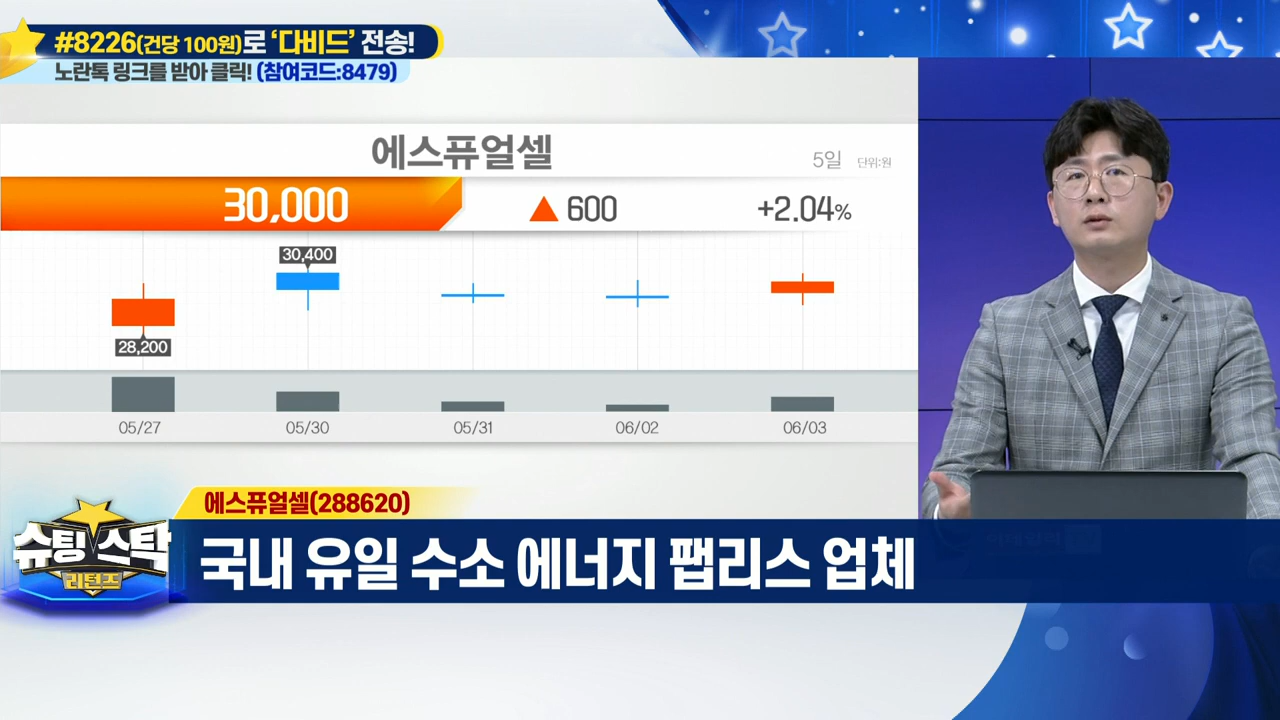 #8226(건당 100원)로 ‘다비드’ 전송!
노란톡 링크를 받아 클릭! (참여코드:8479)
에스퓨얼셀
5일 단위:원
30,000 ▲ 600 +2.04%
30,400
28,200
05/27 05/30 05/31 06/02 06/03
에스퓨얼셀(288620)
슈팅스탁
리턴즈
국내 유일 수소 에너지 팹리스 업체